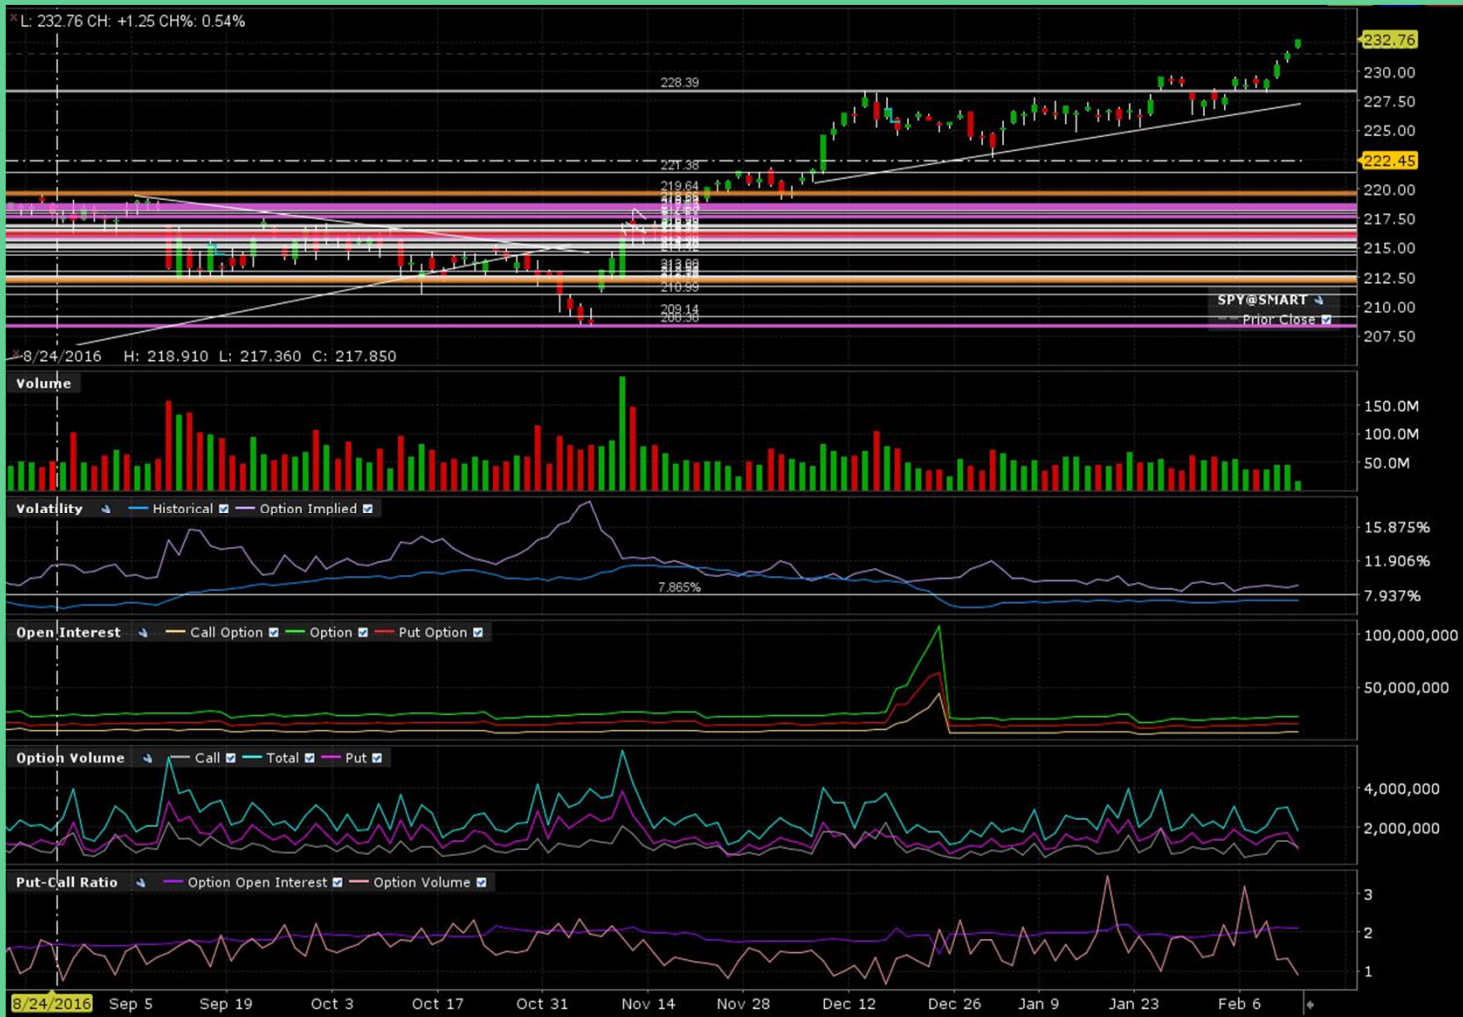 L: 232.76 CH: +1.25 CH%: 0.54%
232.76
230.00
228.39
227.50
225.00
222.45
221.38
220.00
219.64
217.50
215.00
212.50
210.99
210.00
209.14
207.50
SPY@SMART
Prior Close
8/24/2016 H: 218.910 L: 217.360 C: 217.850
Volume
150.0M
100.0M
50.0M
Volatility Historical Option Implied
15.875%
11.906%
7.865%
7.937%
Open Interest Call Option Option Put Option
100,000,000
50,000,000
Option Volume Call Total Put
4,000,000
2,000,000
Put-Call Ratio Option Open Interest Option Volume
3
2
1
8/24/2016 Sep 5 Sep 19 Oct 3 Oct 17 Oct 31 Nov 14 Nov 28 Dec 12 Dec 26 Jan 9 Jan 23 Feb 6